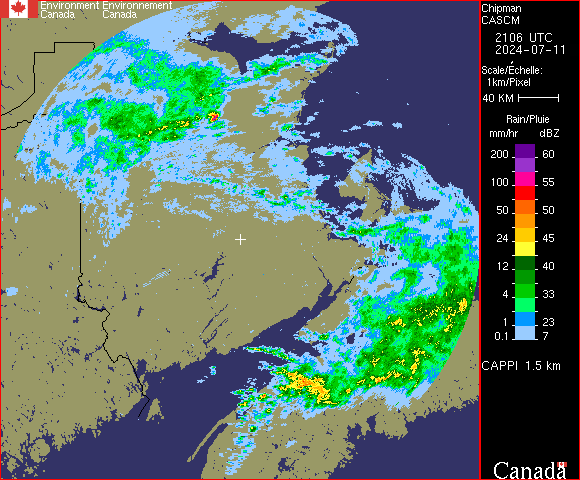 Environment Environnement
Canada Canada
Chipman
CASCM
2106 UTC
2024-07-11
Scale/Échelle:
1km/Pixel
40 KM
Rain/Pluie
mm/hr dBZ
200 60
100 55
50 50
24 45
12 40
4 33
1 23
0.1 7
CAPPI 1.5 km
Canada